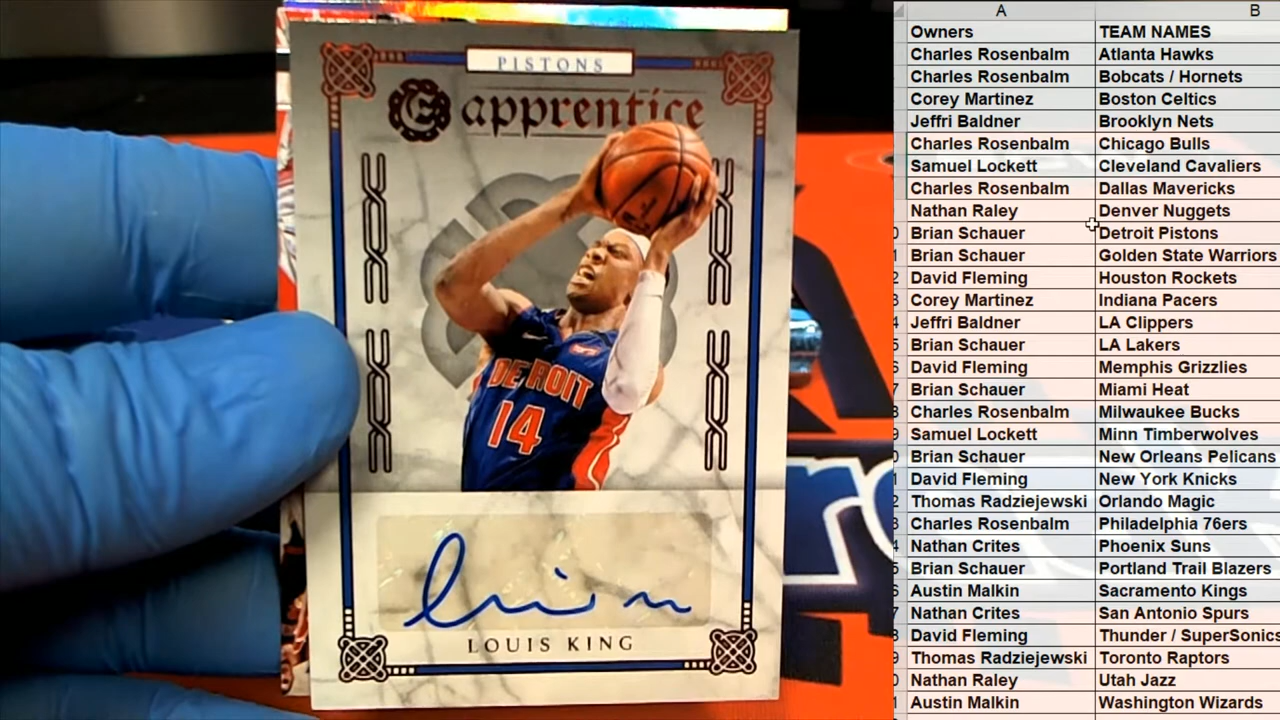 PISTONS
apprentice
DETROIT
14
LOUIS KING
A B
Owners TEAM NAMES
Charles Rosenbalm Atlanta Hawks
Charles Rosenbalm Bobcats / Hornets
Corey Martinez Boston Celtics
Jeffri Baldner Brooklyn Nets
Charles Rosenbalm Chicago Bulls
Samuel Lockett Cleveland Cavaliers
Charles Rosenbalm Dallas Mavericks
Nathan Raley Denver Nuggets
Brian Schauer Detroit Pistons
Brian Schauer Golden State Warriors
David Fleming Houston Rockets
Corey Martinez Indiana Pacers
Jeffri Baldner LA Clippers
Brian Schauer LA Lakers
David Fleming Memphis Grizzlies
Brian Schauer Miami Heat
Charles Rosenbalm Milwaukee Bucks
Samuel Lockett Minn Timberwolves
Brian Schauer New Orleans Pelicans
David Fleming New York Knicks
Thomas Radziejewski Orlando Magic
Charles Rosenbalm Philadelphia 76ers
Nathan Crites Phoenix Suns
Brian Schauer Portland Trail Blazers
Austin Malkin Sacramento Kings
Nathan Crites San Antonio Spurs
David Fleming Thunder / SuperSonics
Thomas Radziejewski Toronto Raptors
Nathan Raley Utah Jazz
Austin Malkin Washington Wizards